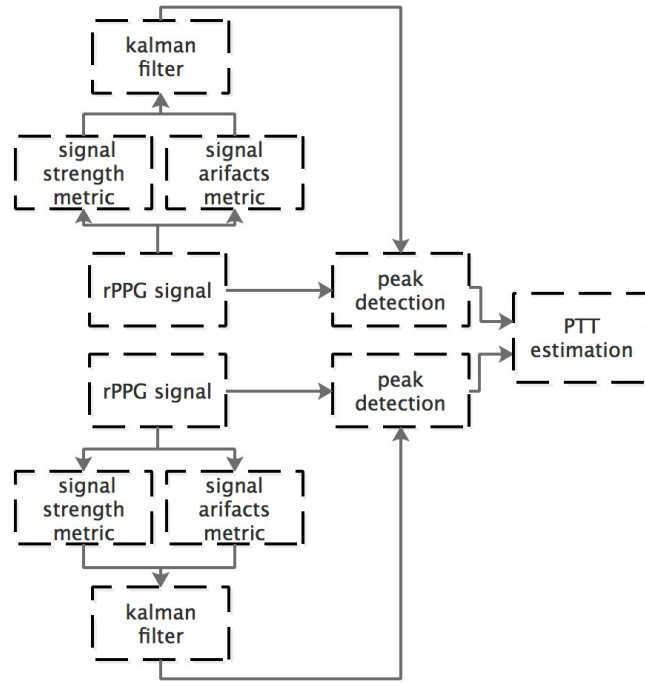 kalman
filter
signal
strength
metric
signal
arifacts
metric
rPPG signal
peak
detection
PTT
estimation
rPPG signal
peak
detection
signal
strength
metric
signal
arifacts
metric
kalman
filter